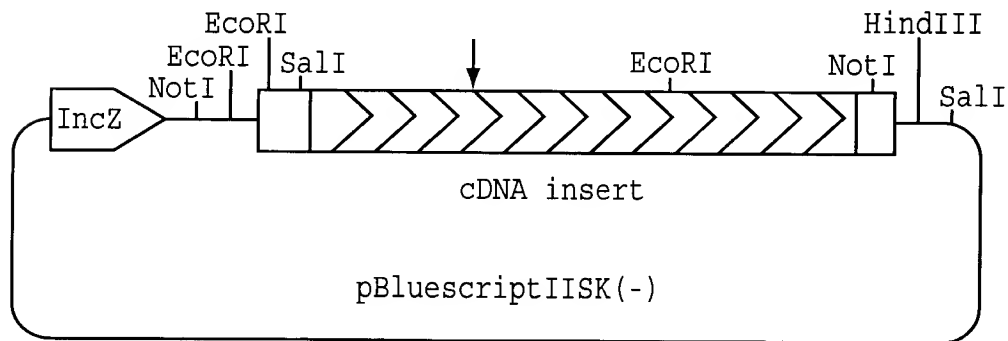 EcoRI
HindIII
EcoRI
SalI
EcoRI
NotI
NotI
SalI
IncZ
cDNA insert
pBluescriptIISK(-)